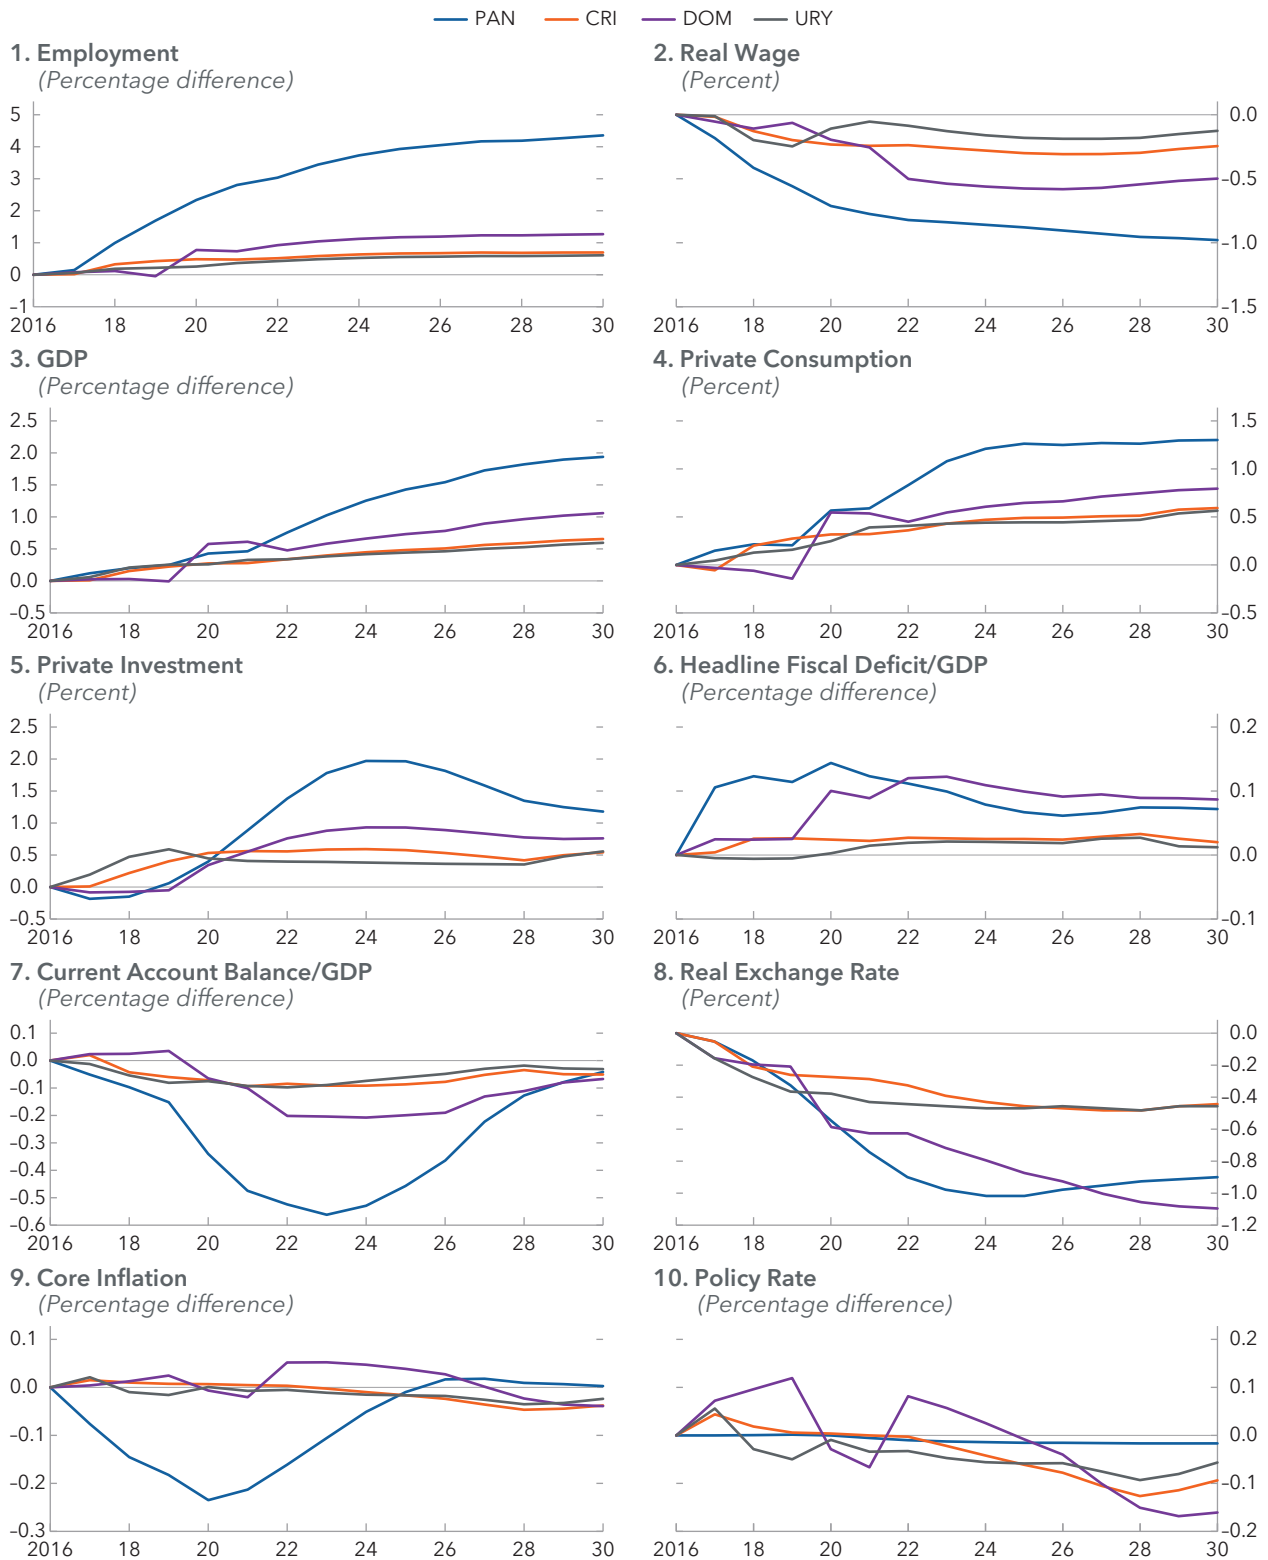 PAN CRI DOM URY
1. Employment
(Percentage difference)
5
4
3
2
1
0
–1
2016 18 20 22 24 26 28 30
2. Real Wage
(Percent)
0.0
–0.5
–1.0
–1.5
2016 18 20 22 24 26 28 30
3. GDP
(Percentage difference)
2.5
2.0
1.5
1.0
0.5
0.0
–0.5
2016 18 20 22 24 26 28 30
4. Private Consumption
(Percent)
1.5
1.0
0.5
0.0
–0.5
2016 18 20 22 24 26 28 30
5. Private Investment
(Percent)
2.5
2.0
1.5
1.0
0.5
0.0
–0.5
2016 18 20 22 24 26 28 30
6. Headline Fiscal Deficit/GDP
(Percentage difference)
0.2
0.1
0.0
–0.1
2016 18 20 22 24 26 28 30
7. Current Account Balance/GDP
(Percentage difference)
0.1
0.0
–0.1
–0.2
–0.3
–0.4
–0.5
–0.6
2016 18 20 22 24 26 28 30
8. Real Exchange Rate
(Percent)
0.0
–0.2
–0.4
–0.6
–0.8
–1.0
–1.2
2016 18 20 22 24 26 28 30
9. Core Inflation
(Percentage difference)
0.1
0.0
–0.1
–0.2
–0.3
2016 18 20 22 24 26 28 30
10. Policy Rate
(Percentage difference)
0.2
0.1
0.0
–0.1
–0.2
2016 18 20 22 24 26 28 30